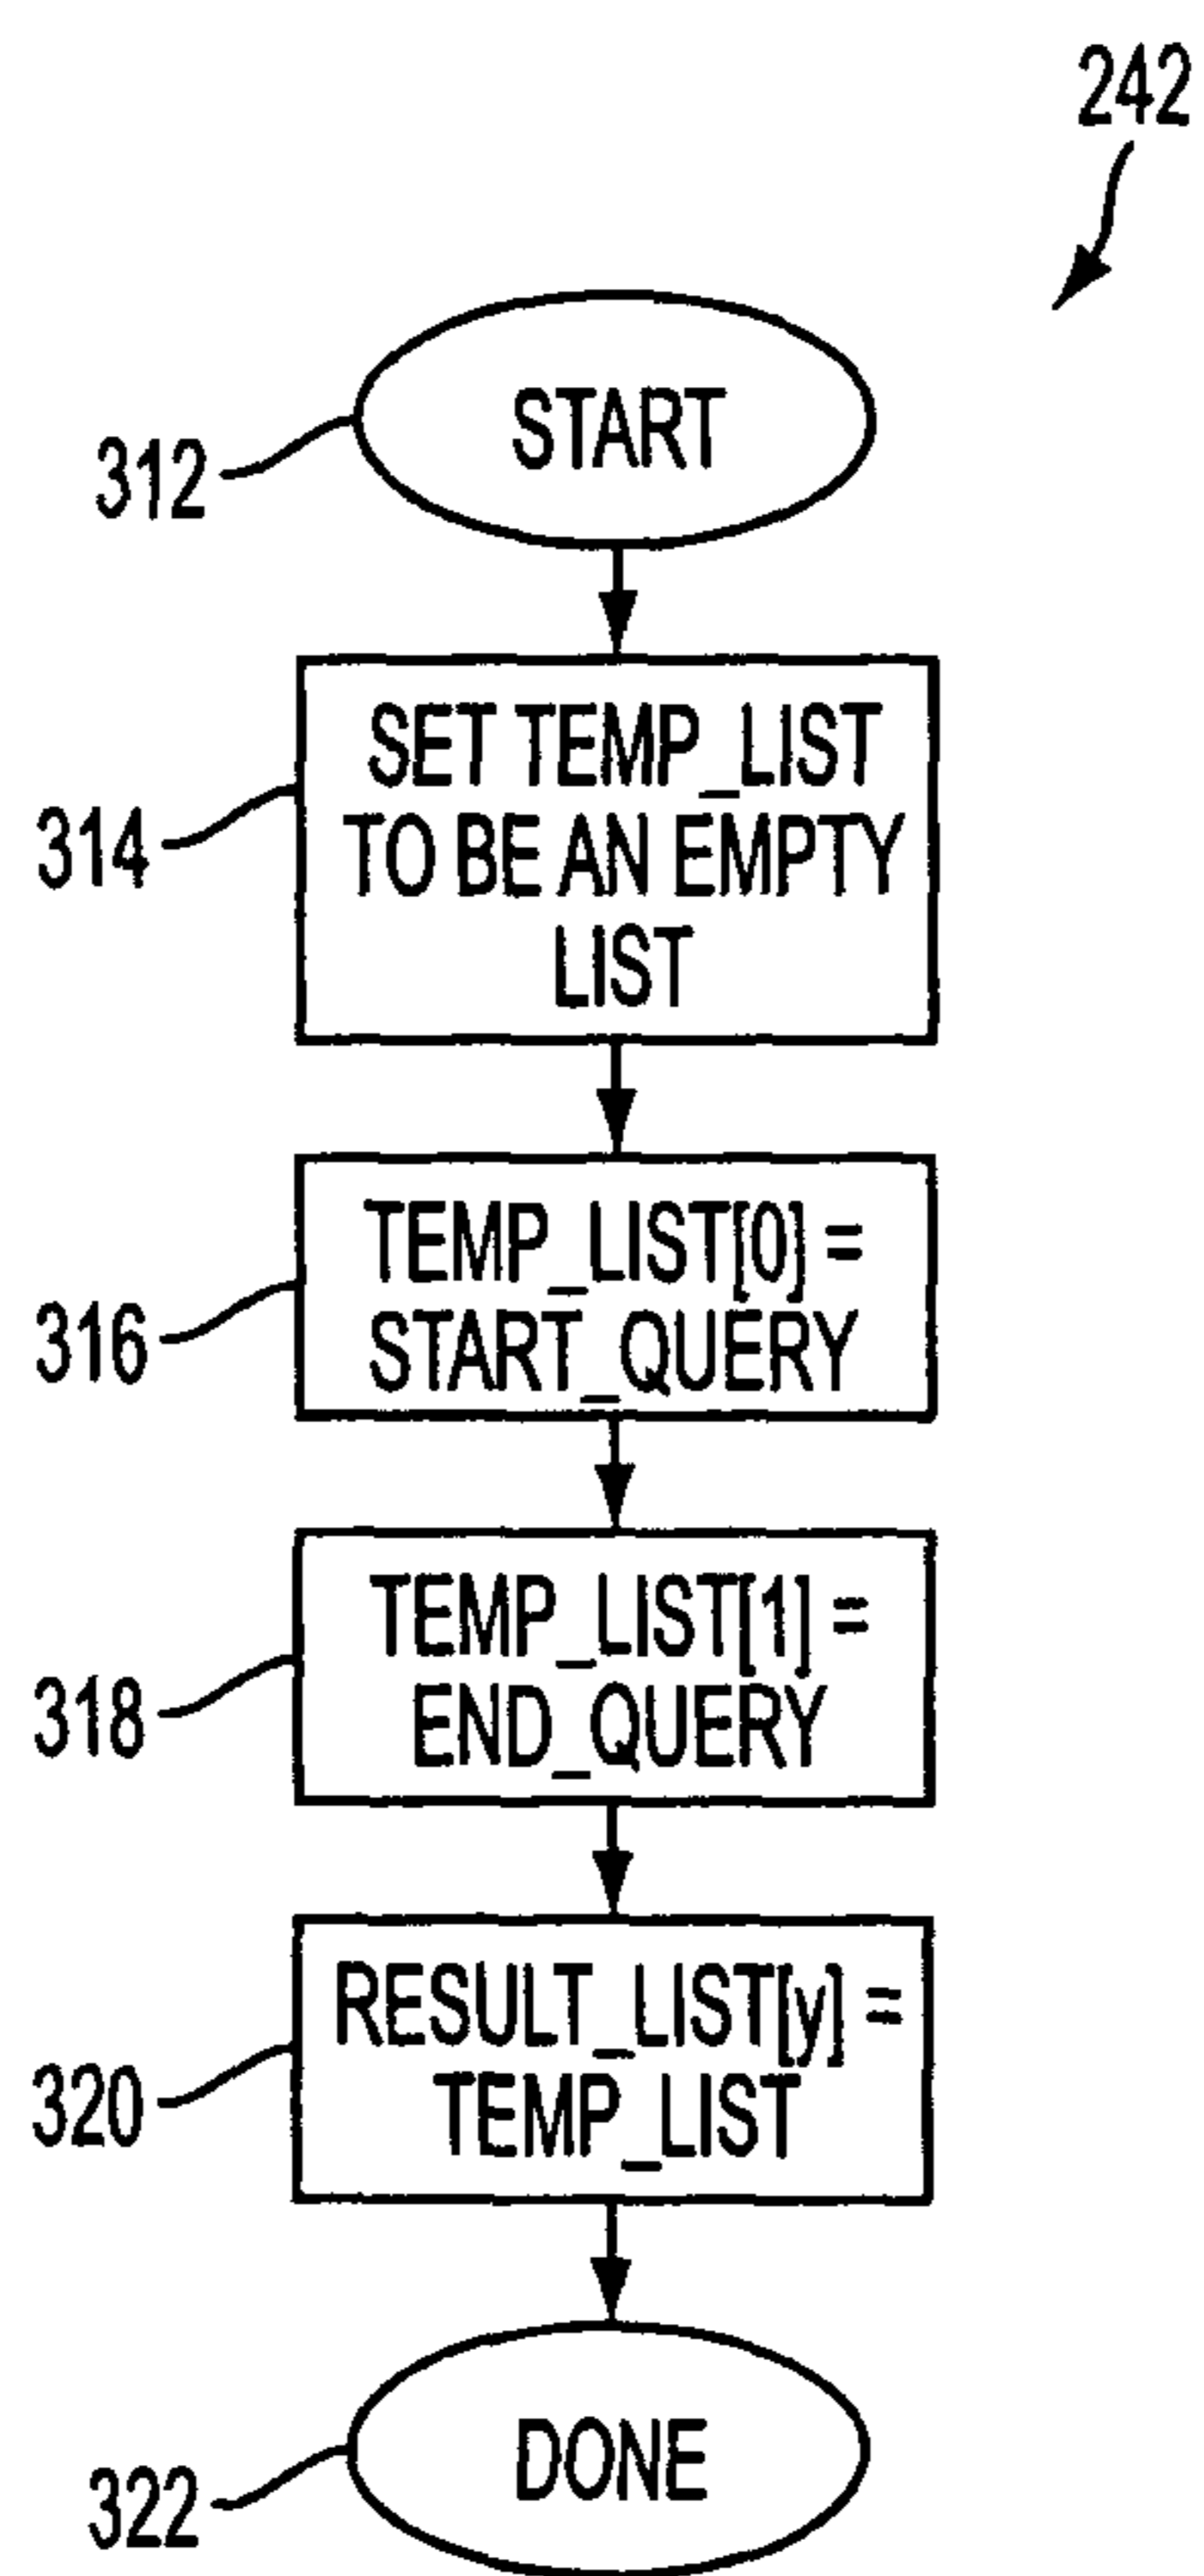 242
312
START
314
SET TEMP_LIST
TO BE AN EMPTY
LIST
316
TEMP_LIST[0] =
START_QUERY
318
TEMP_LIST[1] =
END_QUERY
320
RESULT_LIST[y] =
TEMP_LIST
322
DONE